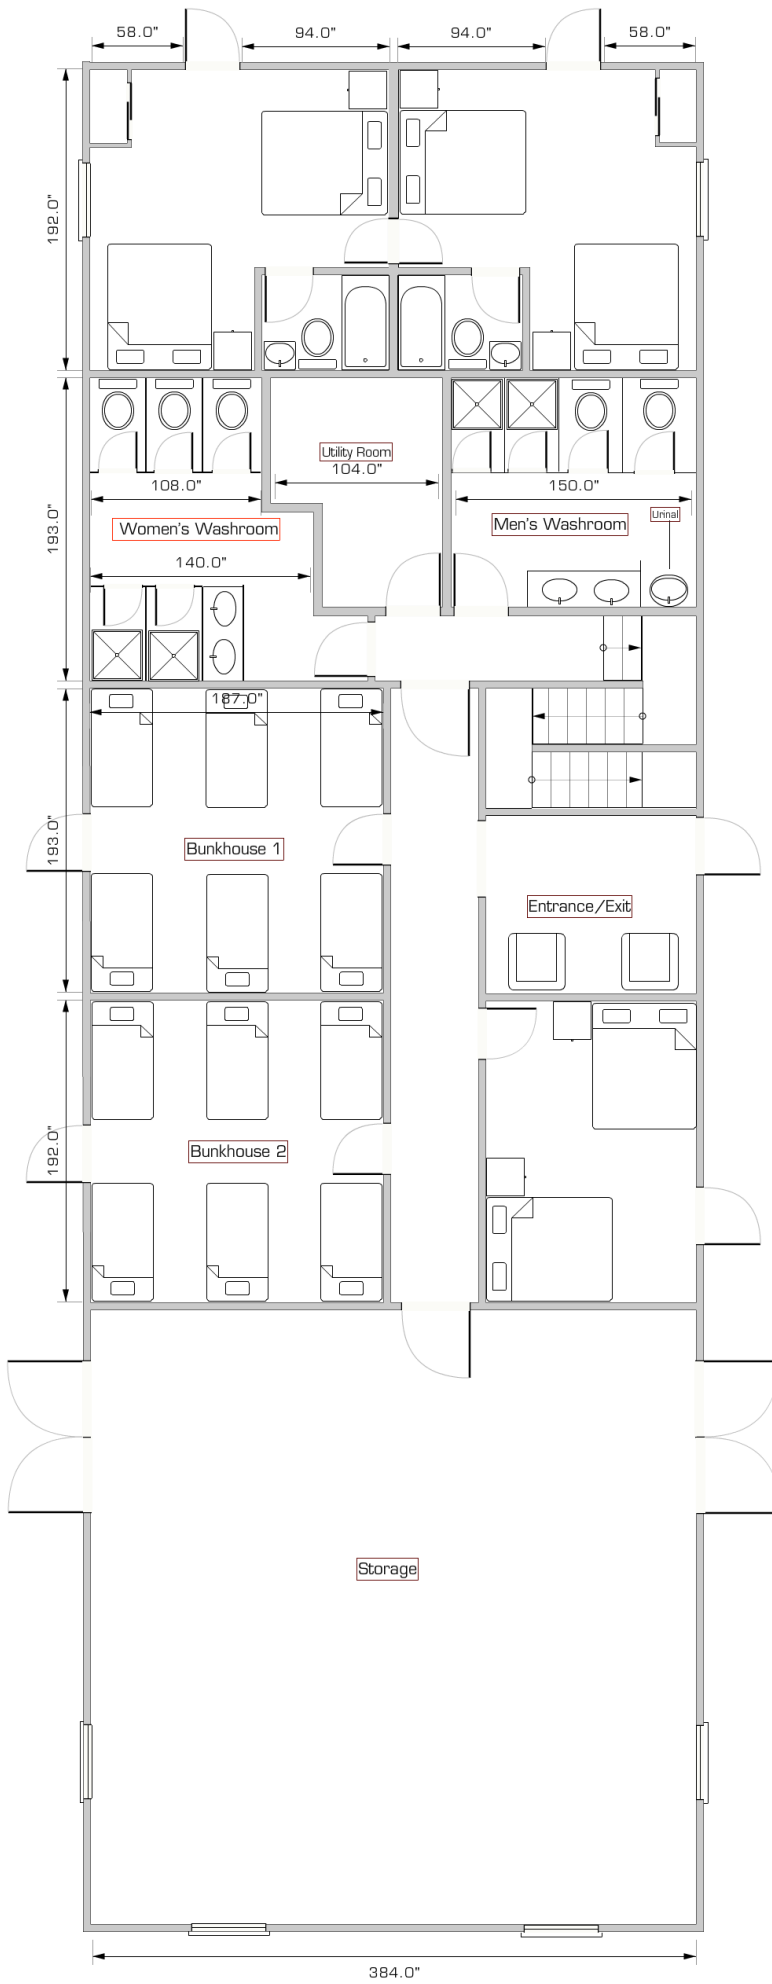 58.0"
94.0"
94.0"
58.0"
192.0"
Utility Room
104.0"
108.0"
150.0"
Urinal
Women's Washroom
Men's Washroom
193.0"
140.0"
187.0"
193.0"
Bunkhouse 1
Entrance/Exit
192.0"
Bunkhouse 2
Storage
384.0"